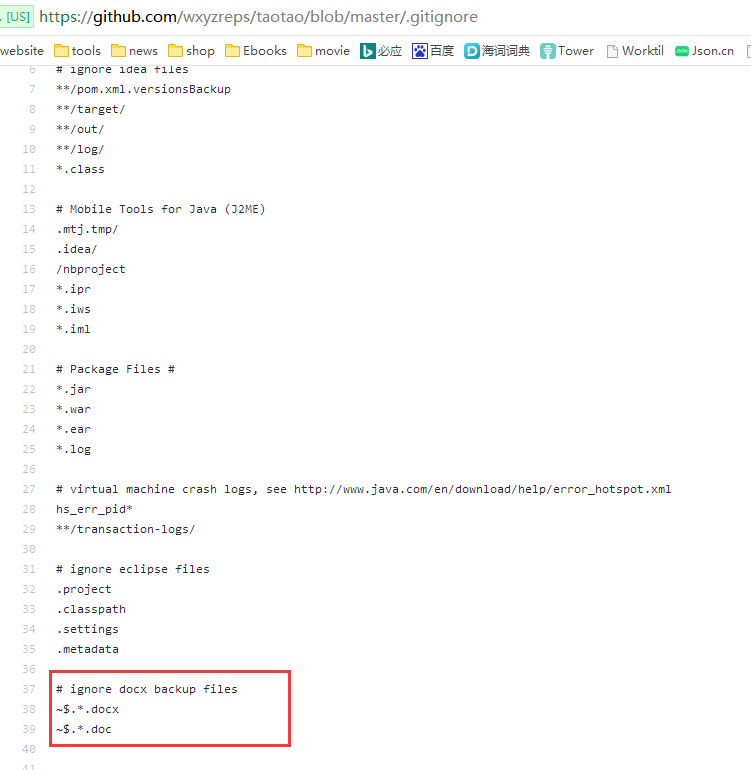 [US] https://github.com/wxyzreps/taotao/blob/master/.gitignore
website tools news shop Ebooks movie 必应 百度 海词词典 Tower Worktil JSON Json.cn
6 # ignore idea files
7 **/pom.xml.versionsBackup
8 **/target/
9 **/out/
10 **/log/
11 *.class
12
13 # Mobile Tools for Java (J2ME)
14 .mtj.tmp/
15 .idea/
16 /nbproject
17 *.ipr
18 *.iws
19 *.iml
20
21 # Package Files #
22 *.jar
23 *.war
24 *.ear
25 *.log
26
27 # virtual machine crash logs, see http://www.java.com/en/download/help/error_hotspot.xml
28 hs_err_pid*
29 **/transaction-logs/
30
31 # ignore eclipse files
32 .project
33 .classpath
34 .settings
35 .metadata
36
37 # ignore docx backup files
38 ~$.*.docx
39 ~$.*.doc
40
41